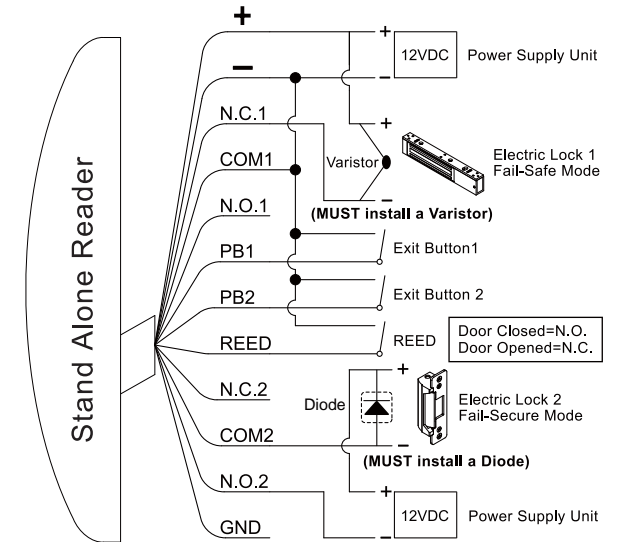 Stand Alone Reader
+
−
N.C.1
COM1
N.O.1
PB1
PB2
REED
N.C.2
COM2
N.O.2
GND
+
12VDC
Power Supply Unit
−
+
Varistor
Electric Lock 1
Fail-Safe Mode
−
(MUST install a Varistor)
Exit Button1
Exit Button 2
REED
Door Closed=N.O.
Door Opened=N.C.
+
Diode
Electric Lock 2
Fail-Secure Mode
−
(MUST install a Diode)
+
12VDC
Power Supply Unit
−